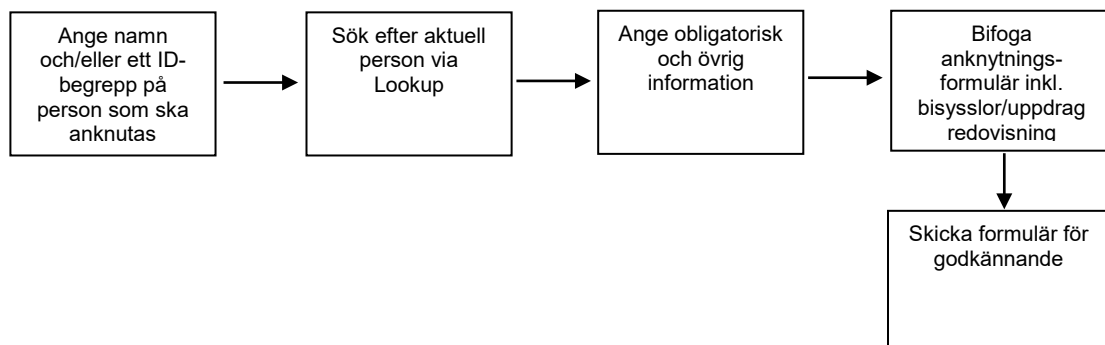 Ange namn
och/eller ett ID-
begrepp på
person som ska
anknutas
Sök efter aktuell
person via
Lookup
Ange obligatorisk
och övrig
information
Bifoga
anknytnings-
formulär inkl.
bisysslor/uppdrag
redovisning
Skicka formulär för
godkännande